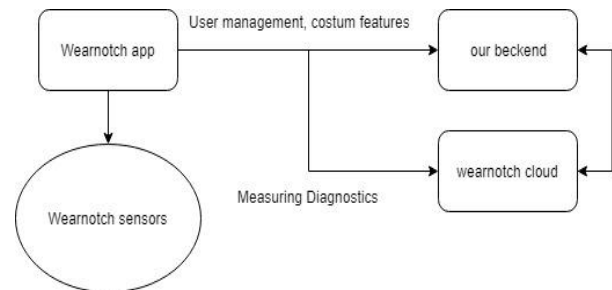 User management, costum features
Wearnotch app
our beckend
wearnotch cloud
Measuring Diagnostics
Wearnotch sensors